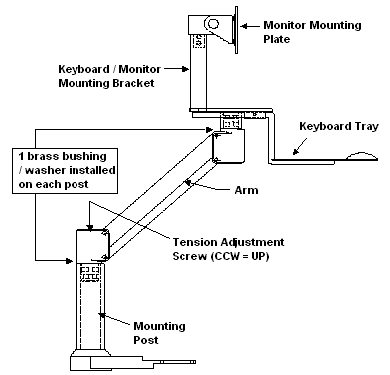 Monitor Mounting
Plate
Keyboard / Monitor
Mounting Bracket
Keyboard Tray
1 brass bushing
/ washer installed
on each post
Arm
Tension Adjustment
Screw (CCW = UP)
Mounting
Post